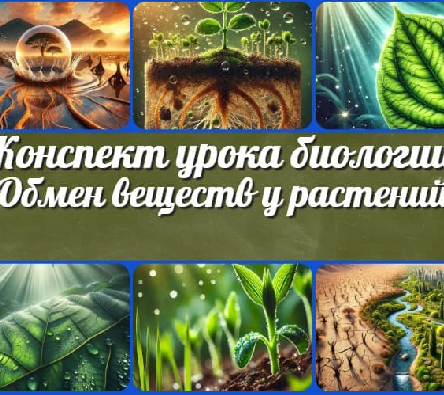 Конспект урока биологии
Обмен веществ у растений